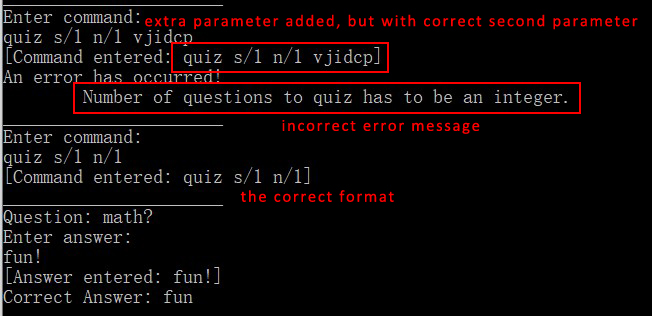 Enter command:
extra parameter added, but with correct second parameter
quiz s/1 n/1 vjidcp
[Command entered: quiz s/1 n/1 vjidcp]
An error has occurred!
Number of questions to quiz has to be an integer.
Enter command:
incorrect error message
quiz s/1 n/1
[Command entered: quiz s/1 n/1]
the correct format
Question: math?
Enter answer:
fun!
[Answer entered: fun!]
Correct Answer: fun